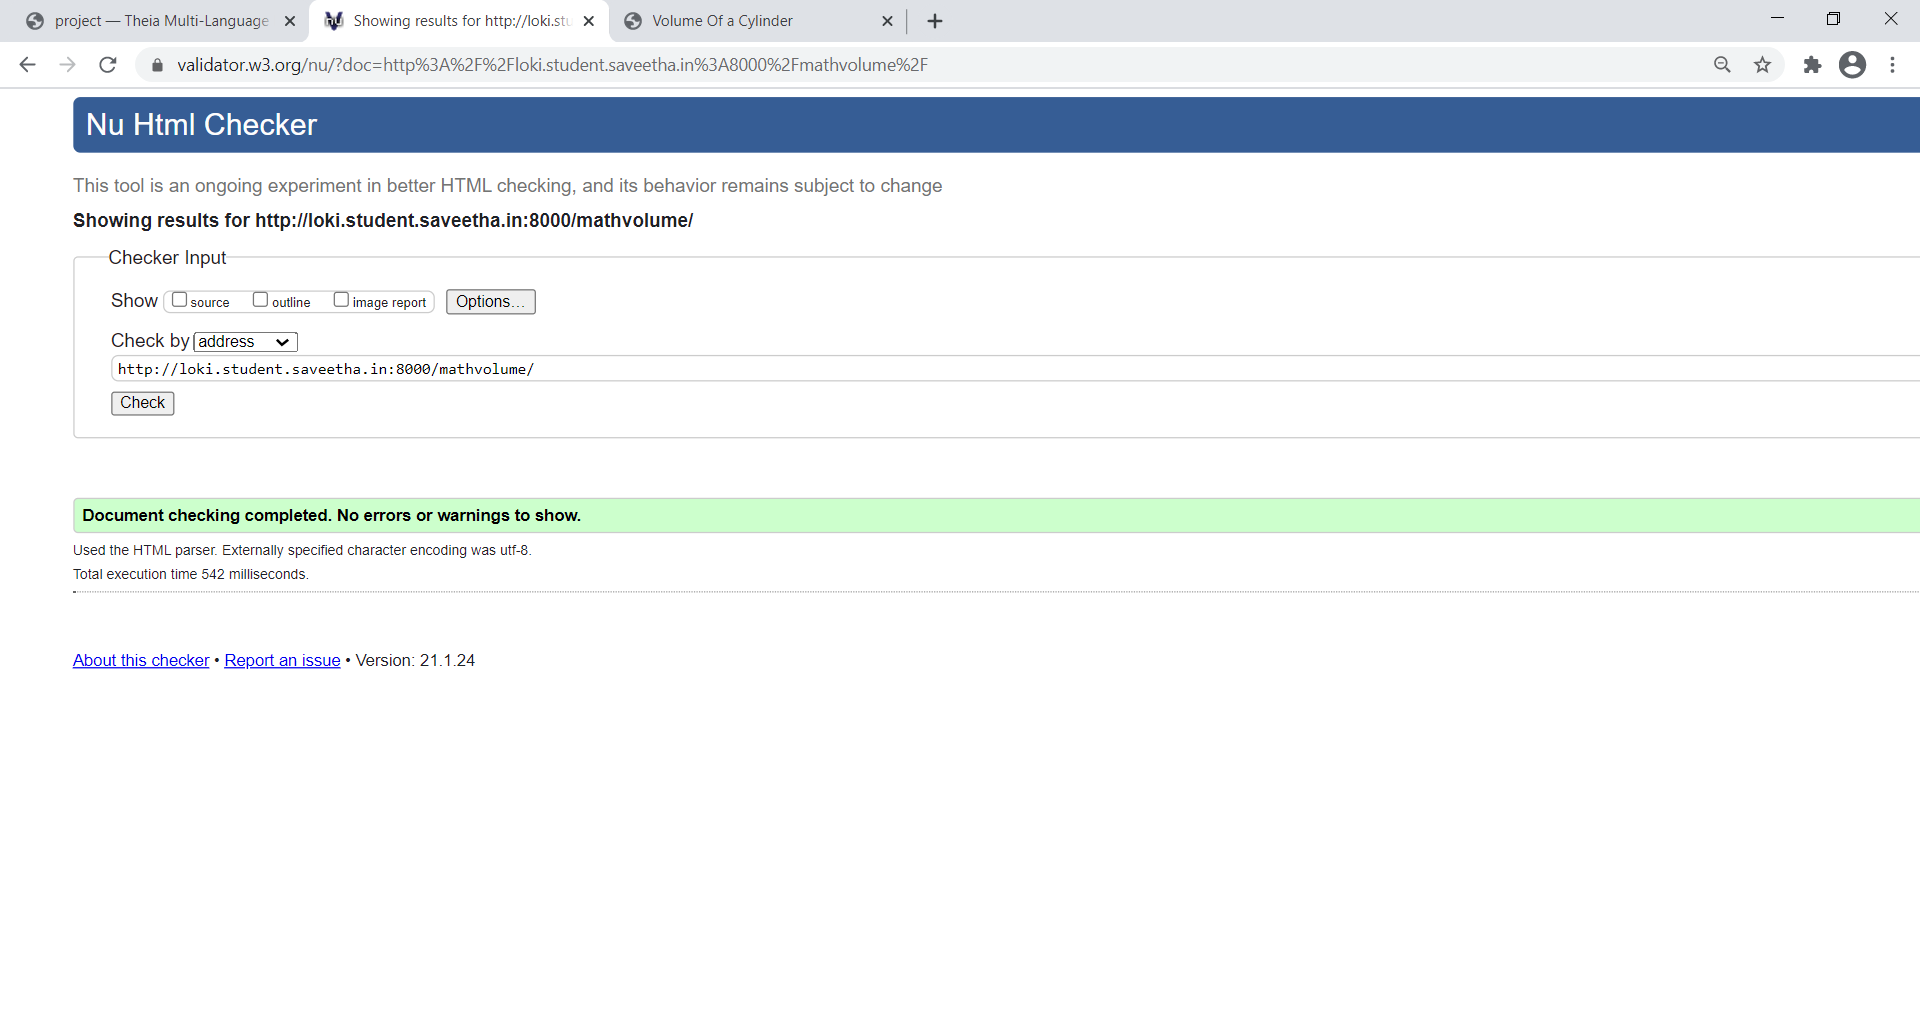 project — Theia Multi-Language
Showing results for http://loki.stu
Volume Of a Cylinder
validator.w3.org/nu/?doc=http%3A%2F%2Floki.student.saveetha.in%3A8000%2Fmathvolume%2F
Nu Html Checker
This tool is an ongoing experiment in better HTML checking, and its behavior remains subject to change
Showing results for http://loki.student.saveetha.in:8000/mathvolume/
Checker Input
Show source outline image report Options...
Check by address
http://loki.student.saveetha.in:8000/mathvolume/
Check
Document checking completed. No errors or warnings to show.
Used the HTML parser. Externally specified character encoding was utf-8.
Total execution time 542 milliseconds.
About this checker • Report an issue • Version: 21.1.24